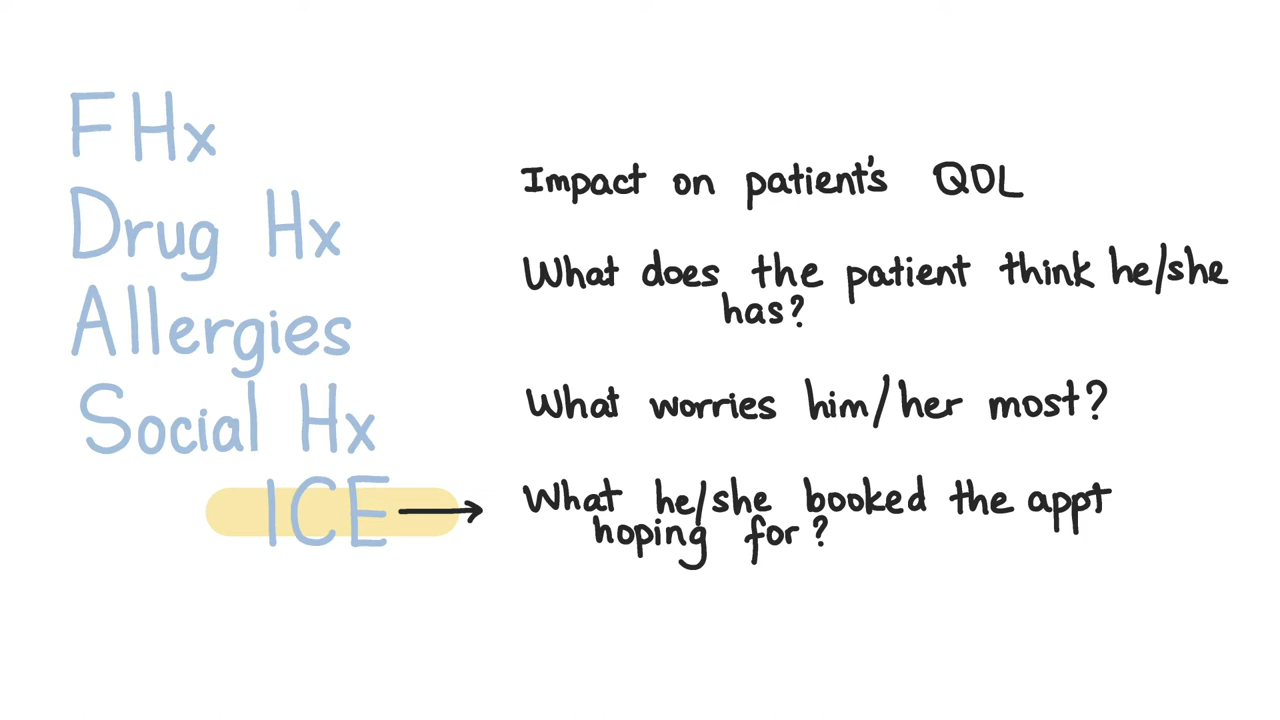 FHx
Drug Hx
Allergies
Social Hx
ICE
Impact on patient's QOL
What does the patient think he/she
has?
What worries him/her most?
What he/she booked the appt
hoping for?